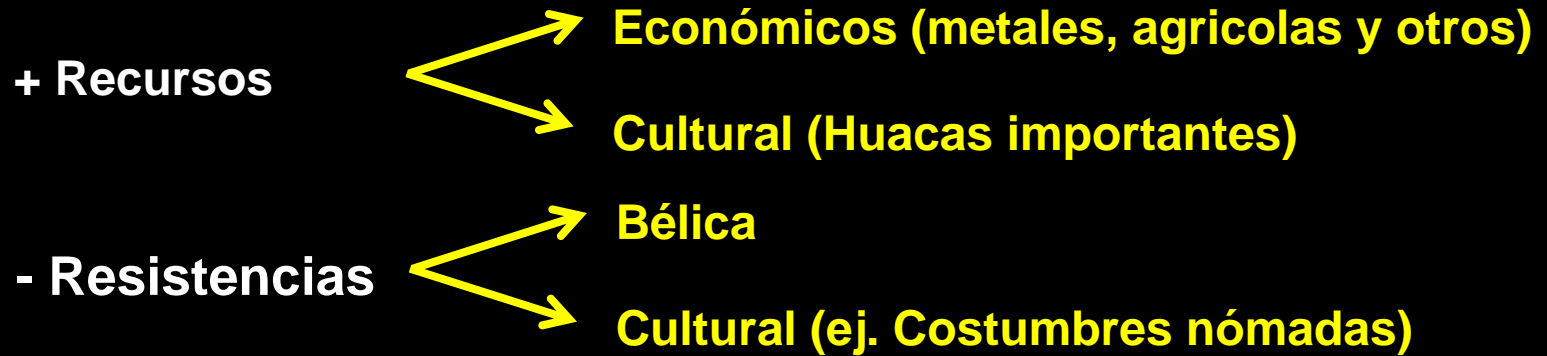 + Recursos
Económicos (metales, agricolas y otros)
Cultural (Huacas importantes)
- Resistencias
Bélica
Cultural (ej. Costumbres nómadas)